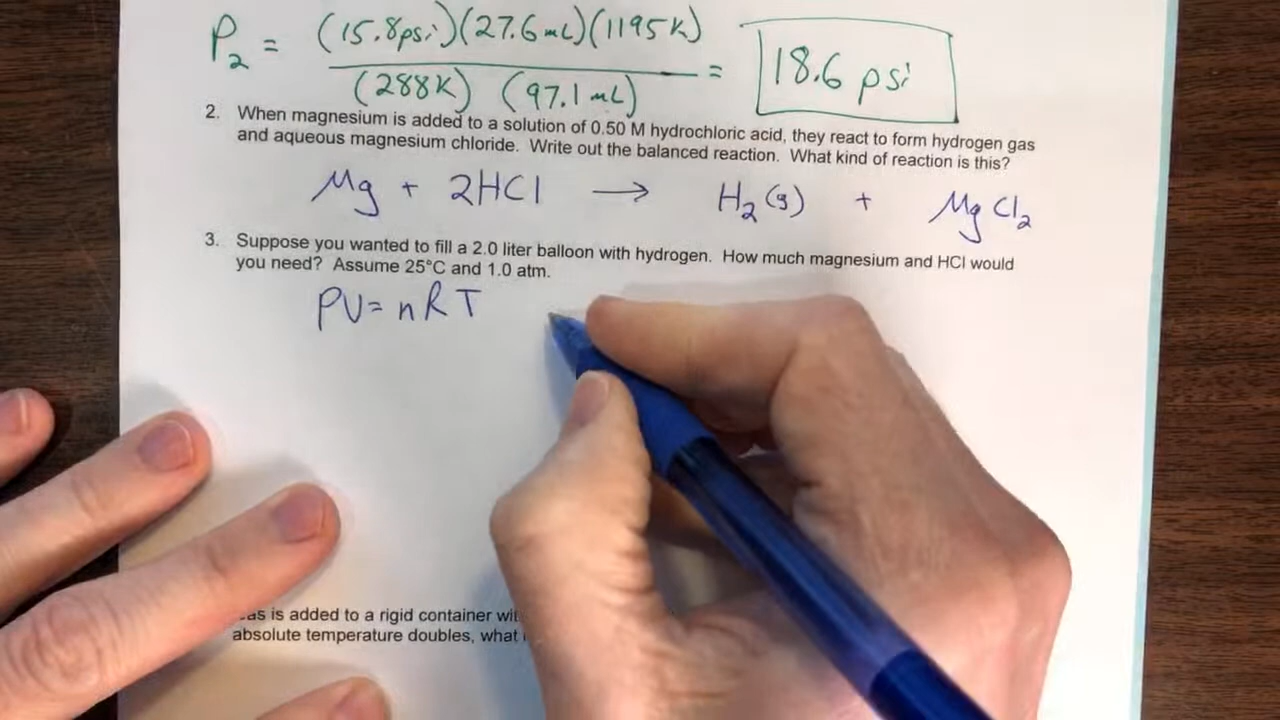 P₂ = (15.8psi)(27.6mL)(1195K) / (288K) (97.1mL) = 18.6 psi
2. When magnesium is added to a solution of 0.50 M hydrochloric acid, they react to form hydrogen gas
and aqueous magnesium chloride. Write out the balanced reaction. What kind of reaction is this?
Mg + 2HCl → H₂(g) + MgCl₂
3. Suppose you wanted to fill a 2.0 liter balloon with hydrogen. How much magnesium and HCl would
you need? Assume 25°C and 1.0 atm.
PV = nRT
is added to a rigid container
absolute temperature doubles, what